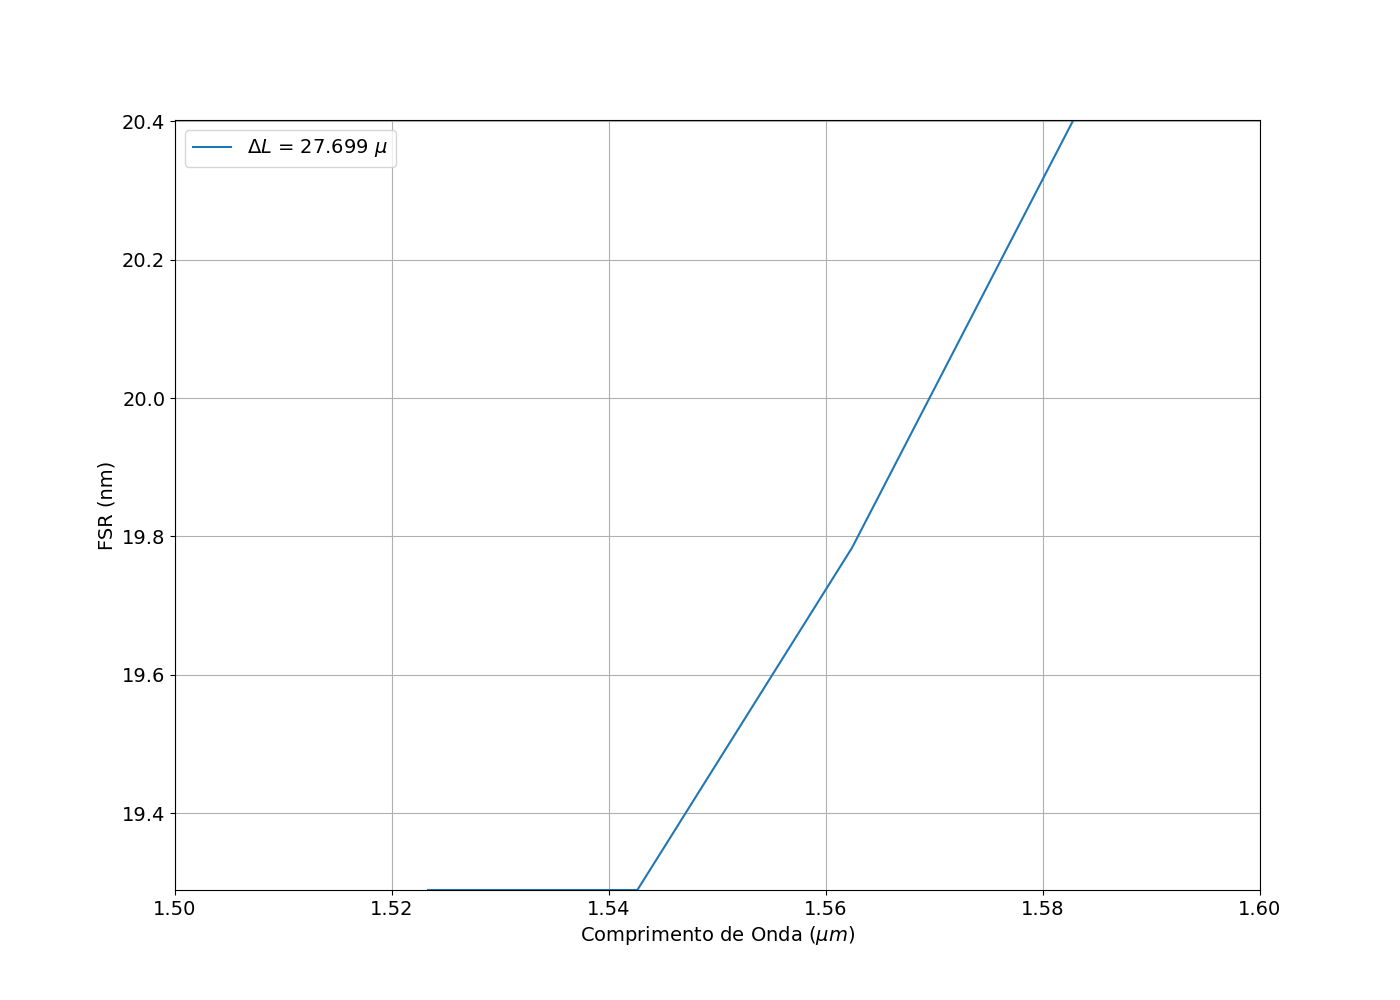 20.4
ΔL = 27.699 μ
20.2
20.0
19.8
FSR (nm)
19.6
19.4
1.50 1.52 1.54 1.56 1.58 1.60
Comprimento de Onda (μm)